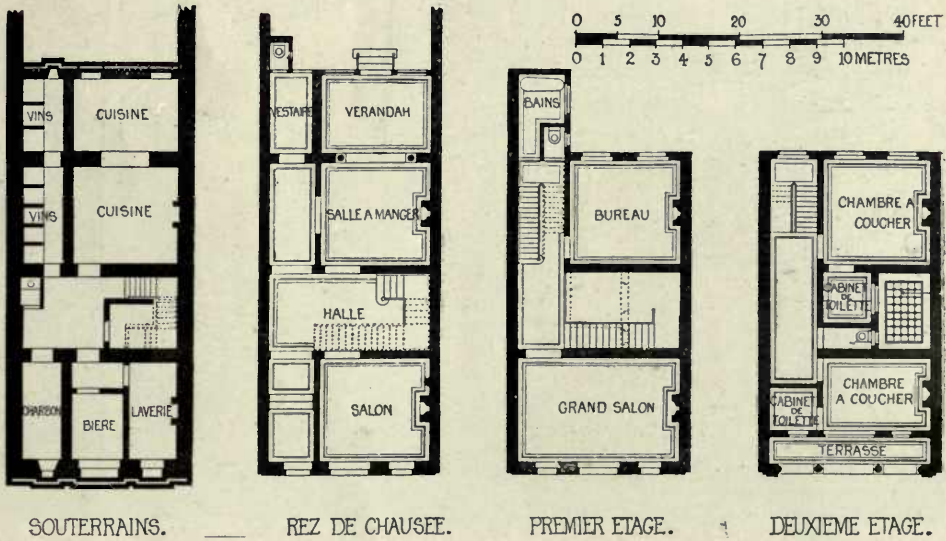 0 5 10 20 30 40 FEET
0 1 2 3 4 5 6 7 8 9 10 METRES
VINS
CUISINE
VINS
CUISINE
CHARBON
BIERE
LAVERIE
SOUTERRAINS.
VESTAIRE
VERANDAH
SALLE A MANGER
HALLE
SALON
REZ DE CHAUSEE.
BAINS
BUREAU
GRAND SALON
PREMIER ETAGE.
CHAMBRE A
COUCHER
CABINET
DE
TOILETTE
CHAMBRE
A COUCHER
CABINET
DE
TOILETTE
TERRASSE
DEUXIEME ETAGE.